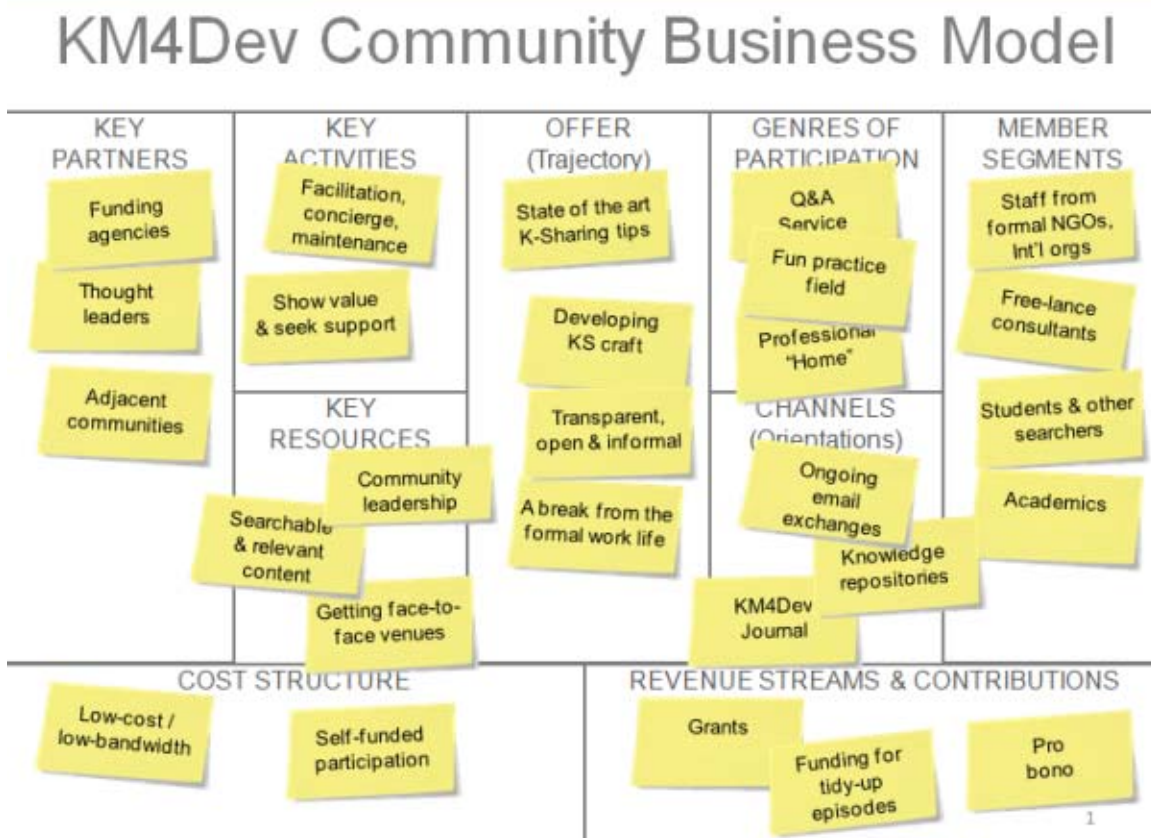 KM4Dev Community Business Model
KEY
PARTNERS
Funding
agencies
Thought
leaders
Adjacent
communities
KEY
ACTIVITIES
Facilitation,
concierge,
maintenance
Show value
& seek support
KEY
RESOURCES
Community
leadership
Searchable
& relevant
content
Getting face-to-
face venues
OFFER
(Trajectory)
State of the art
K-Sharing tips
Developing
KS craft
Transparent,
open & informal
A break from the
formal work life
GENRES OF
PARTICIPATION
Q&A
Service
Fun practice
field
Professional
“Home”
CHANNELS
(Orientations)
Ongoing
email
exchanges
Knowledge
repositories
KM4Dev
Journal
MEMBER
SEGMENTS
Staff from
formal NGOs,
Int’l orgs
Free-lance
consultants
Students & other
searchers
Academics
COST STRUCTURE
Low-cost /
low-bandwidth
Self-funded
participation
REVENUE STREAMS & CONTRIBUTIONS
Grants
Funding for
tidy-up
episodes
Pro
bono
1